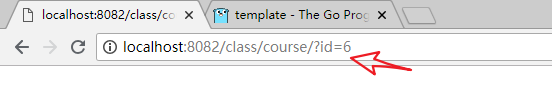 localhost:8082/class/co
template - The Go Prog
localhost:8082/class/course/?id=6